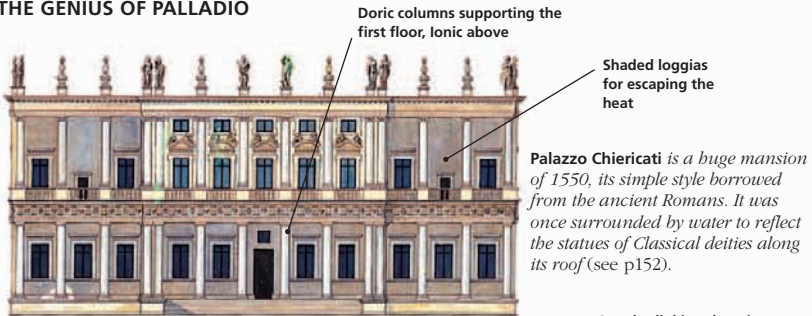 THE GENIUS OF PALLADIO
Doric columns supporting the
first floor, Ionic above
Shaded loggias
for escaping the
heat
Palazzo Chiericati is a huge mansion
of 1550, its simple style borrowed
from the ancient Romans. It was
once surrounded by water to reflect
the statues of Classical deities along
its roof (see p152).